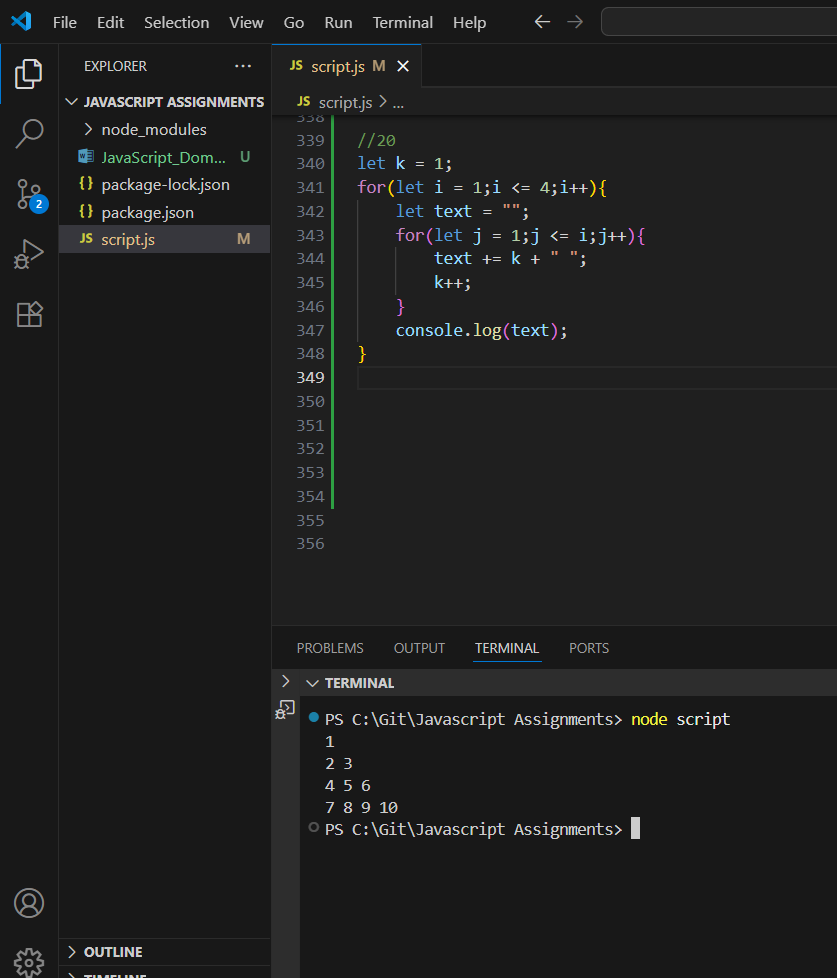 File Edit Selection View Go Run Terminal Help
EXPLORER
JAVASCRIPT ASSIGNMENTS
node_modules
JavaScript_Dom... U
{} package-lock.json
{} package.json
JS script.js M
2
OUTLINE
TIMELINE
JS script.js M
JS script.js > ...
338
339 //20
340 let k = 1;
341 for(let i = 1;i <= 4;i++){
342 let text = "";
343 for(let j = 1;j <= i;j++){
344 text += k + " ";
345 k++;
346 }
347 console.log(text);
348 }
349
350
351
352
353
354
355
356
PROBLEMS OUTPUT TERMINAL PORTS
TERMINAL
PS C:\Git\Javascript Assignments> node script
1
2 3
4 5 6
7 8 9 10
PS C:\Git\Javascript Assignments>